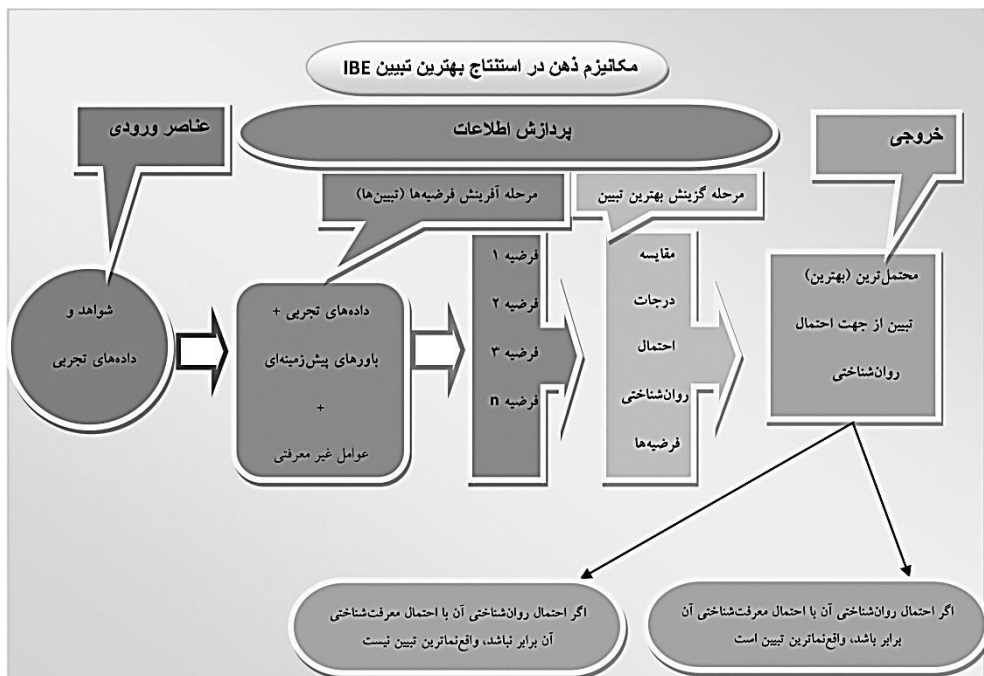 مکانیزم ذهن در استنتاج بهترین تبیین IBE
پردازش اطلاعات
عناصر ورودی
خروجی
مرحله آفرینش فرضیه‌ها (تبیین‌ها)
مرحله گزینش بهترین تبیین
شواهد و
داده‌های تجربی
داده‌های تجربی +
باورهای پیش‌زمینه‌ای
+
عوامل غیر معرفتی
فرضیه ۱
فرضیه ۲
فرضیه ۳
فرضیه n
مقایسه
درجات
احتمال
روان‌شناختی
فرضیه‌ها
محتمل‌ترین (بهترین)
تبیین از جهت احتمال
روان‌شناختی
اگر احتمال روان‌شناختی آن با احتمال معرفت‌شناختی
آن برابر نباشد، واقع‌نماترین تبیین نیست
اگر احتمال روان‌شناختی آن با احتمال معرفت‌شناختی آن
برابر باشد، واقع‌نماترین تبیین است